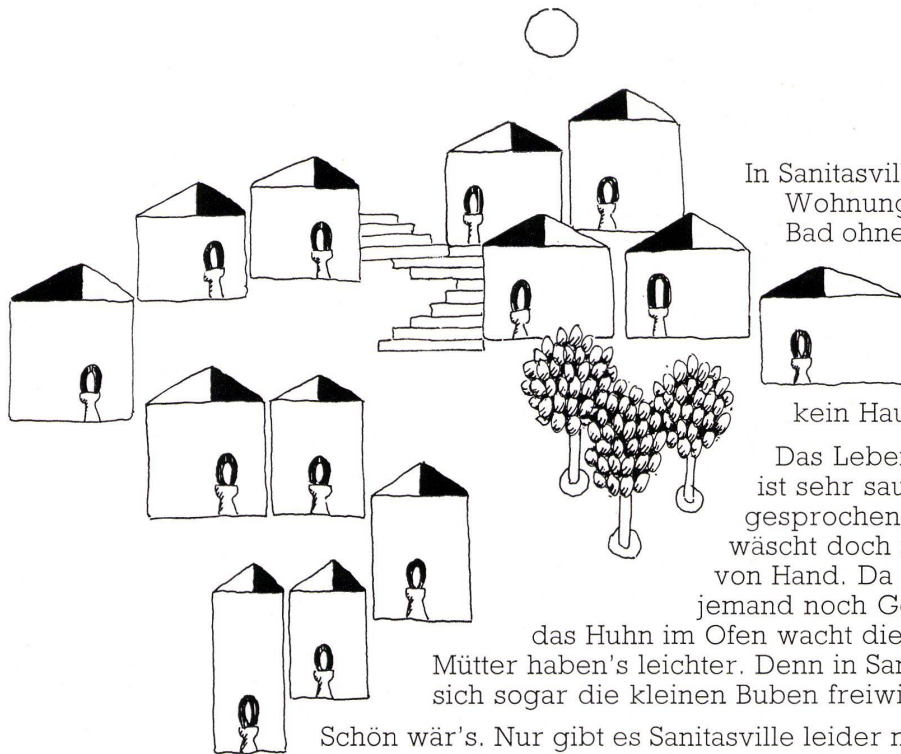 In Sanitasvil
Wohnung
Bad ohne
kein Hau
Das Leben
ist sehr sau
gesprochen
wäscht doch
von Hand. Da
jemand noch Ge
das Huhn im Ofen wacht die
Mütter haben's leichter. Denn in San
sich sogar die kleinen Buben freiwi
Schön wär's. Nur gibt es Sanitasville leider n